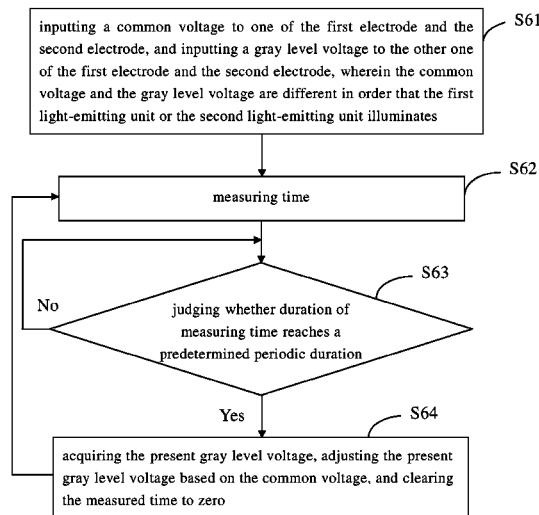 S61
inputting a common voltage to one of the first electrode and the
second electrode, and inputting a gray level voltage to the other one
of the first electrode and the second electrode, wherein the common
voltage and the gray level voltage are different in order that the first
light-emitting unit or the second light-emitting unit illuminates
S62
measuring time
S63
No
judging whether duration of
measuring time reaches a
predetermined periodic duration
Yes
S64
acquiring the present gray level voltage, adjusting the present
gray level voltage based on the common voltage, and clearing
the measured time to zero